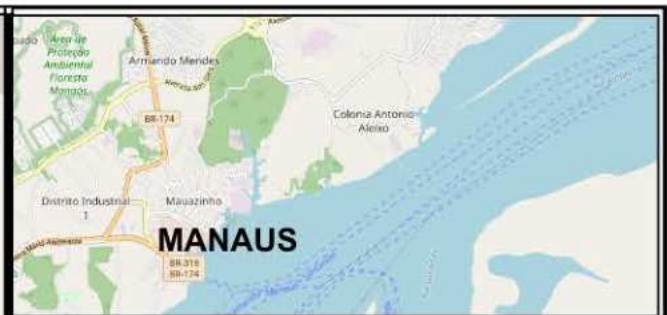 Área de
Proteção
Ambiental
Floresta
Manaós
Armando Mendes
BR-174
Colonia Antonio
Aleixo
Distrito Industrial
1
Mauazinho
MANAUS
BR-319
BR-174